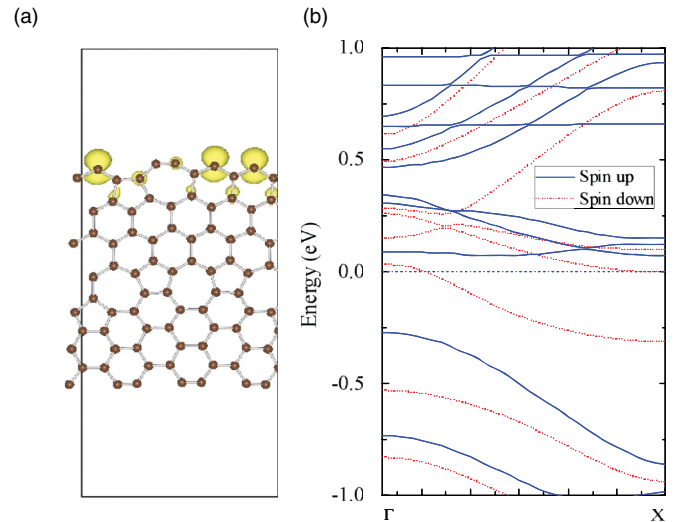 (a)
(b)
1.0
0.5
0.0
-0.5
-1.0
Energy (eV)
Spin up
Spin down
Γ
X